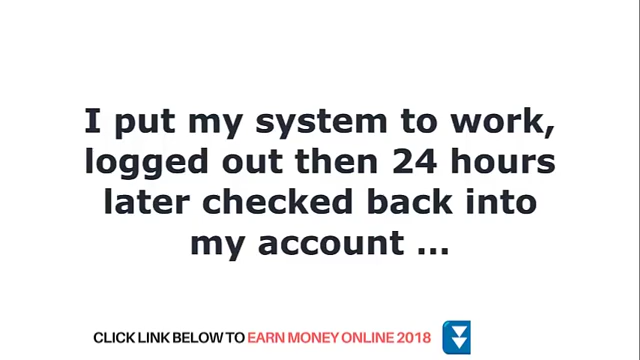 I put my system to work,
logged out then 24 hours
later checked back into
my account ...
CLICK LINK BELOW TO EARN MONEY ONLINE 2018